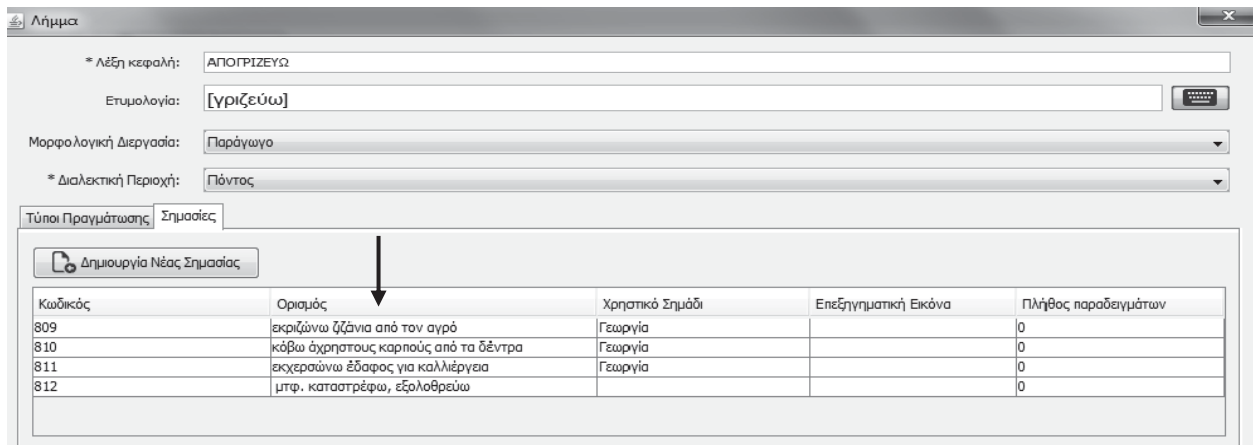 Λήμμα
* Λέξη κεφαλή: ΑΠΟΓΡΙΖΕΥΩ
Ετυμολογία: [γριζεύω]
Μορφολογική Διεργασία: Παράγωγο
* Διαλεκτική Περιοχή: Πόντος
Τύποι Πραγμάτωσης Σημασίες
Δημιουργία Νέας Σημασίας
Κωδικός Ορισμός Χρηστικό Σημάδι Επεξηγηματική Εικόνα Πλήθος παραδειγμάτων
809 εκριζώνω ζιζάνια από τον αγρό Γεωργία 0
810 κόβω άχρηστους καρπούς από τα δέντρα Γεωργία 0
811 εκχερσώνω έδαφος για καλλιέργεια Γεωργία 0
812 μτφ. καταστρέφω, εξολοθρεύω 0